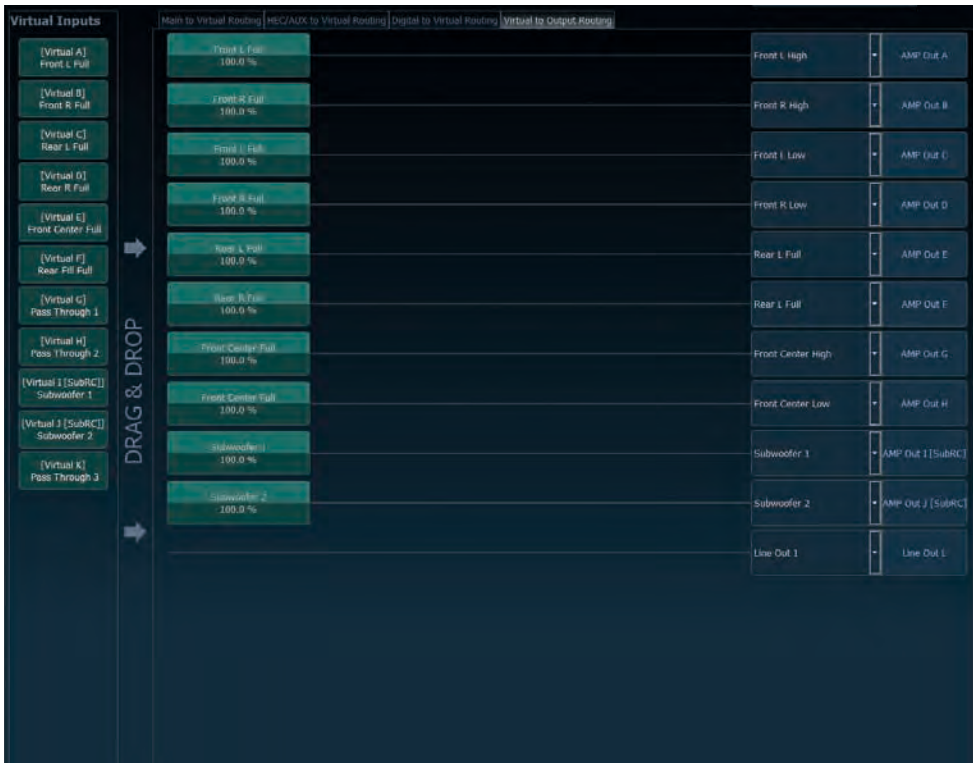 Virtual Inputs
Main to Virtual Routing
HEC/AUX to Virtual Routing
Digital to Virtual Routing
Virtual to Output Routing
[Virtual A]
Front L Full
[Virtual B]
Front R Full
[Virtual C]
Rear L Full
[Virtual D]
Rear R Full
[Virtual E]
Front Center Full
[Virtual F]
Rear Fill Full
[Virtual G]
Pass Through 1
[Virtual H]
Pass Through 2
[Virtual I [SubRC]]
Subwoofer 1
[Virtual J [SubRC]]
Subwoofer 2
[Virtual K]
Pass Through 3
DRAG & DROP
Front L Full
100.0 %
Front L High
AMP Out A
Front R Full
100.0 %
Front R High
AMP Out B
Front L Full
100.0 %
Front L Low
AMP Out C
Front R Full
100.0 %
Front R Low
AMP Out D
Rear L Full
100.0 %
Rear L Full
AMP Out E
Rear R Full
100.0 %
Rear L Full
AMP Out F
Front Center Full
100.0 %
Front Center High
AMP Out G
Front Center Full
100.0 %
Front Center Low
AMP Out H
Subwoofer 1
100.0 %
Subwoofer 1
AMP Out I [SubRC]
Subwoofer 2
100.0 %
Subwoofer 2
AMP Out J [SubRC]
Line Out 1
Line Out L